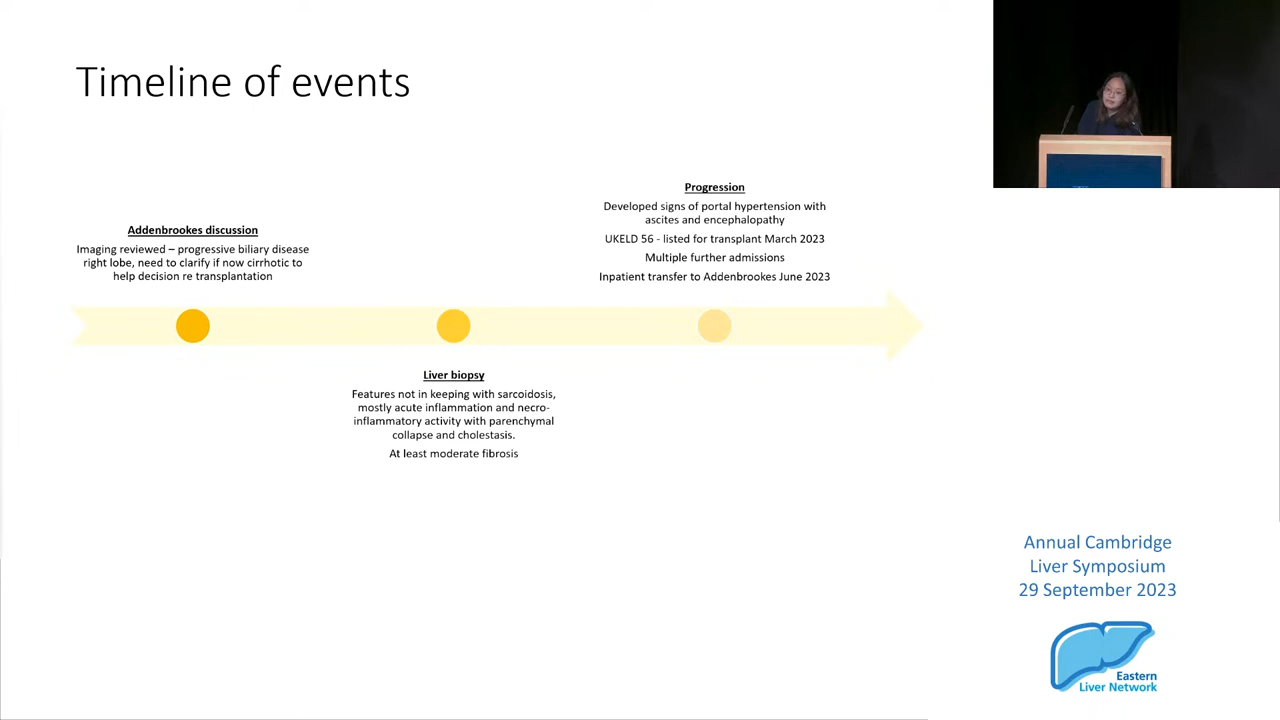 Timeline of events
Addenbrookes discussion
Imaging reviewed – progressive biliary disease
right lobe, need to clarify if now cirrhotic to
help decision re transplantation
Liver biopsy
Features not in keeping with sarcoidosis,
mostly acute inflammation and necro-
inflammatory activity with parenchymal
collapse and cholestasis.
At least moderate fibrosis
Progression
Developed signs of portal hypertension with
ascites and encephalopathy
UKELD 56 - listed for transplant March 2023
Multiple further admissions
Inpatient transfer to Addenbrookes June 2023
Annual Cambridge
Liver Symposium
29 September 2023
Eastern
Liver Network